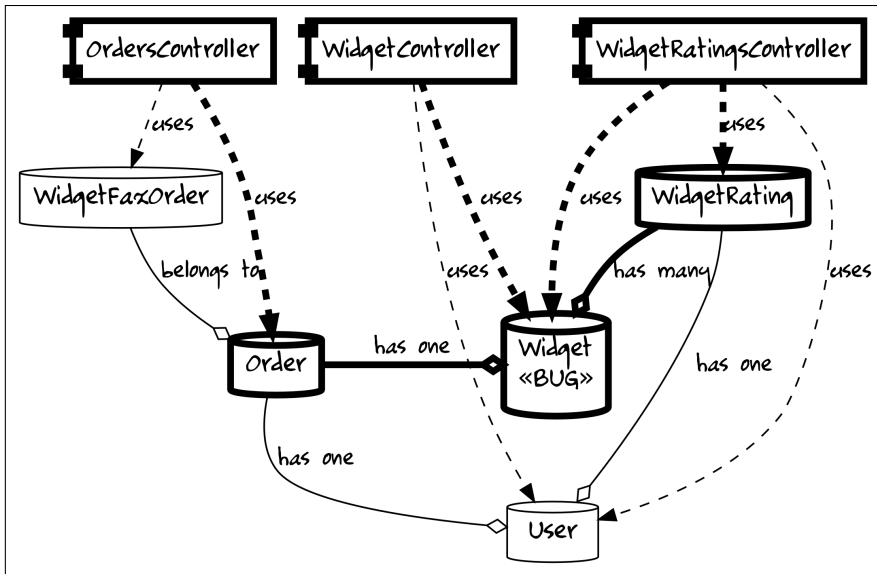 OrdersController
WidgetController
WidgetRatingsController
uses
uses
WidgetFaxOrder
WidgetRating
uses
uses
uses
belongs to
uses
has many
uses
Order
has one
Widget
«BUG»
has one
has one
User